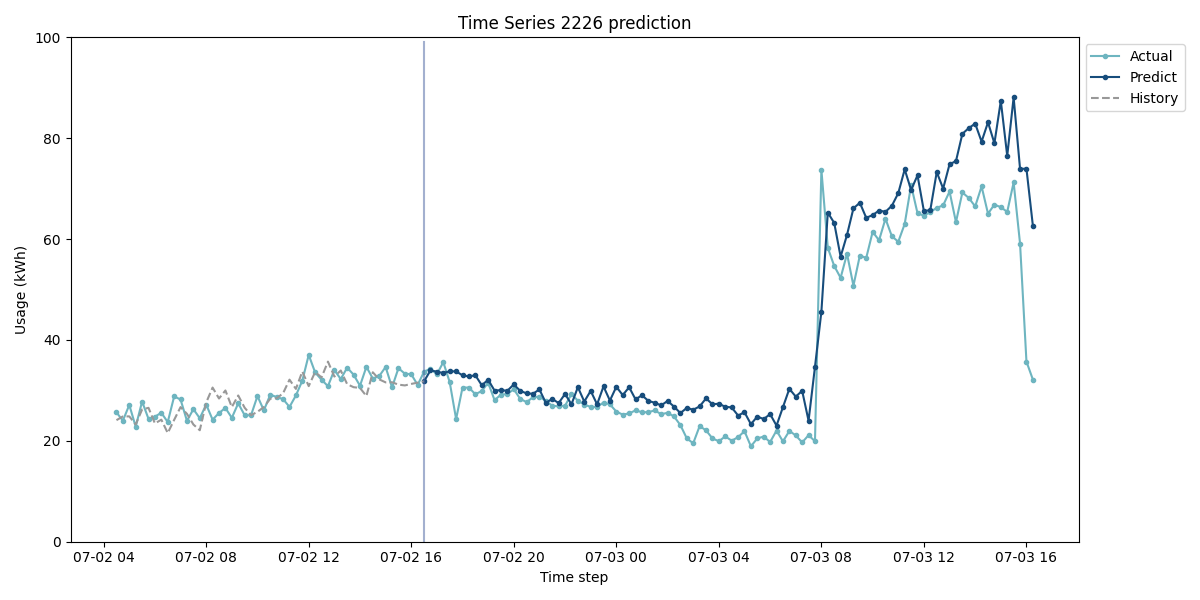 Time Series 2226 prediction
Usage (kWh)
100
80
60
40
20
0
07-02 04
07-02 08
07-02 12
07-02 16
07-02 20
07-03 00
07-03 04
07-03 08
07-03 12
07-03 16
Time step
Actual
Predict
History